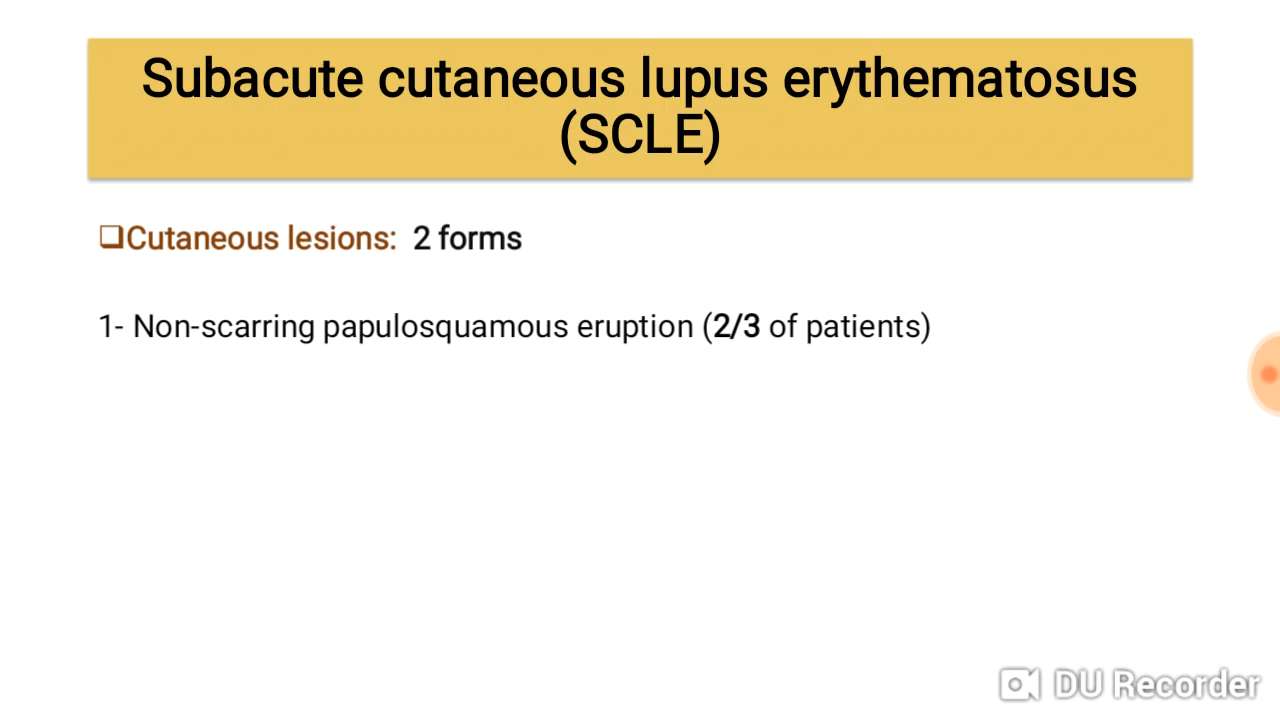 Subacute cutaneous lupus erythematosus
(SCLE)
❑Cutaneous lesions: 2 forms
1- Non-scarring papulosquamous eruption (2/3 of patients)
DU Recorder